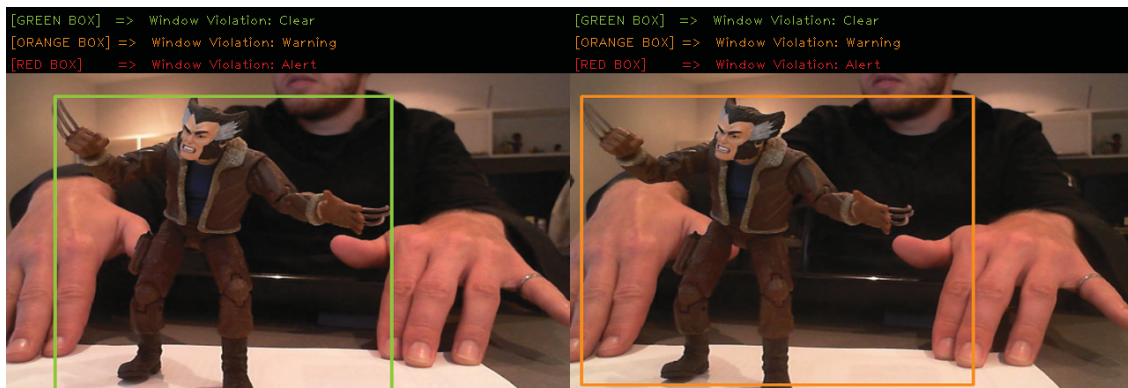 [GREEN BOX] => Window Violation: Clear
[ORANGE BOX] => Window Violation: Warning
[RED BOX] => Window Violation: Alert
[GREEN BOX] => Window Violation: Clear
[ORANGE BOX] => Window Violation: Warning
[RED BOX] => Window Violation: Alert